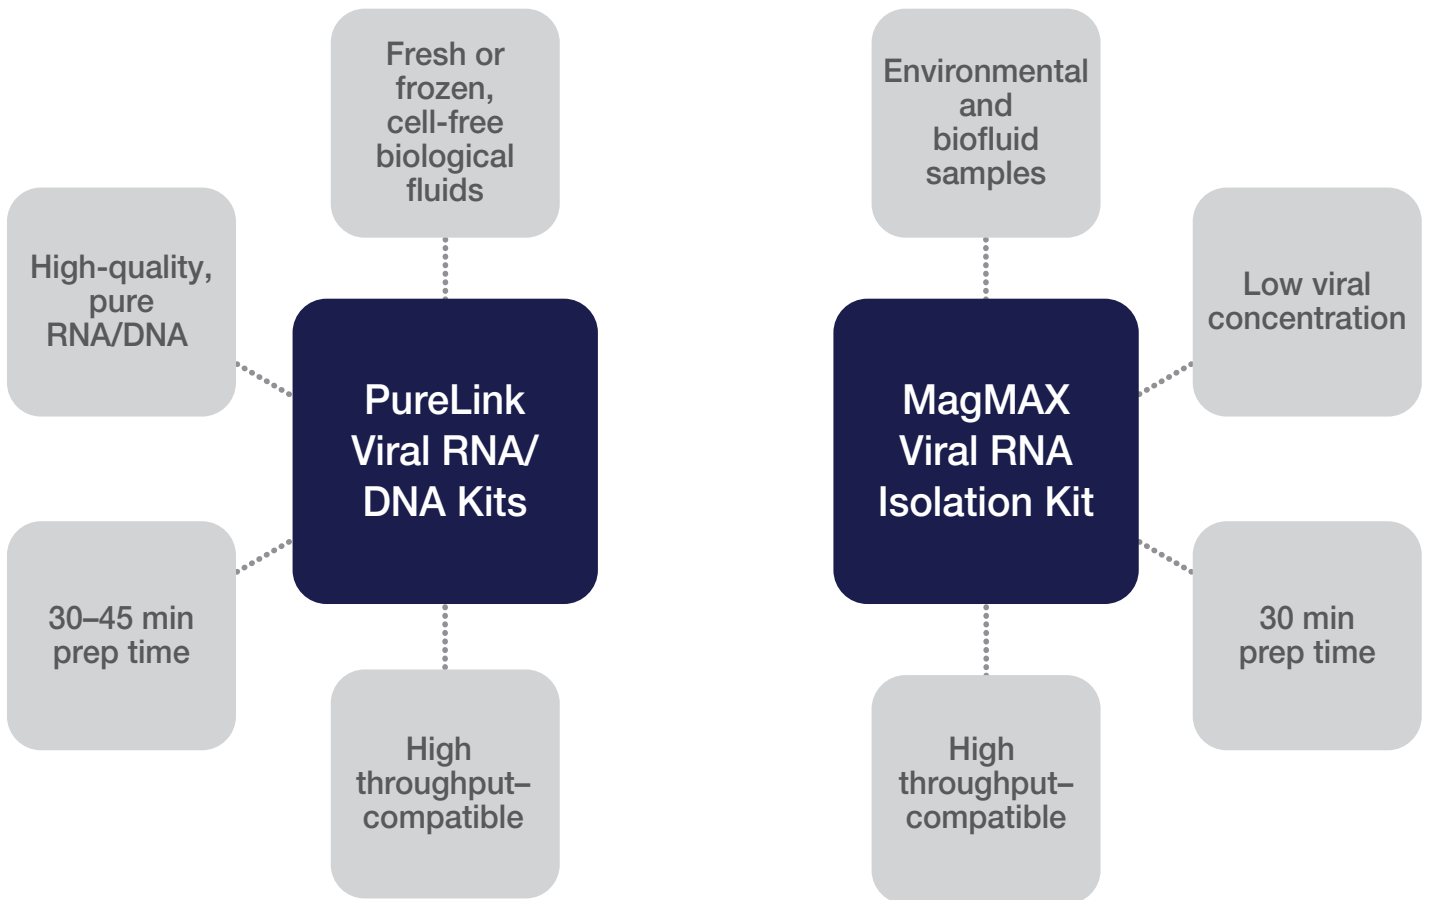 Fresh or
frozen,
cell-free
biological
fluids
High-quality,
pure
RNA/DNA
PureLink
Viral RNA/
DNA Kits
30–45 min
prep time
High
throughput–
compatible
Environmental
and
biofluid
samples
Low viral
concentration
MagMAX
Viral RNA
Isolation Kit
30 min
prep time
High
throughput–
compatible